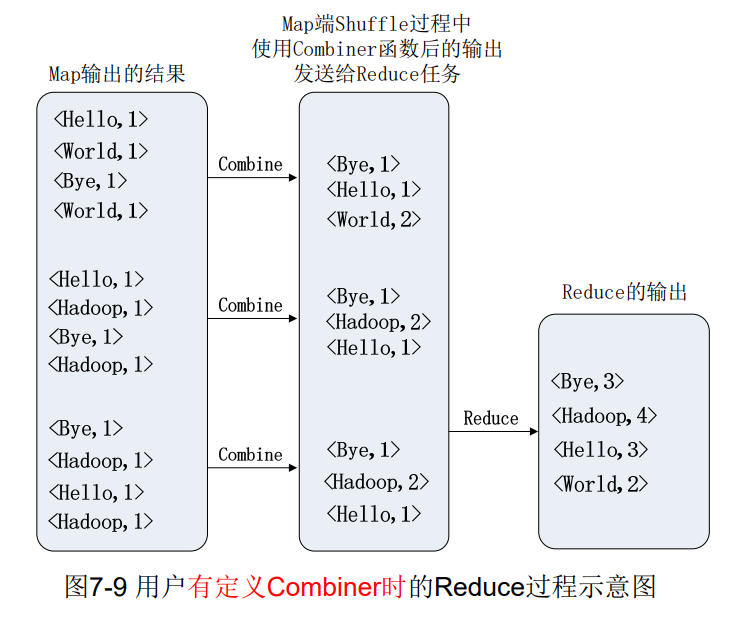 Map输出的结果
<Hello,1>
<World,1>
<Bye,1>
<World,1>
<Hello,1>
<Hadoop,1>
<Bye,1>
<Hadoop,1>
<Bye,1>
<Hadoop,1>
<Hello,1>
<Hadoop,1>
Combine
Combine
Combine
Map端Shuffle过程中
使用Combiner函数后的输出
发送给Reduce任务
<Bye,1>
<Hello,1>
<World,2>
<Bye,1>
<Hadoop,2>
<Hello,1>
<Bye,1>
<Hadoop,2>
<Hello,1>
Reduce
Reduce的输出
<Bye,3>
<Hadoop,4>
<Hello,3>
<World,2>
图7-9 用户有定义Combiner时的Reduce过程示意图